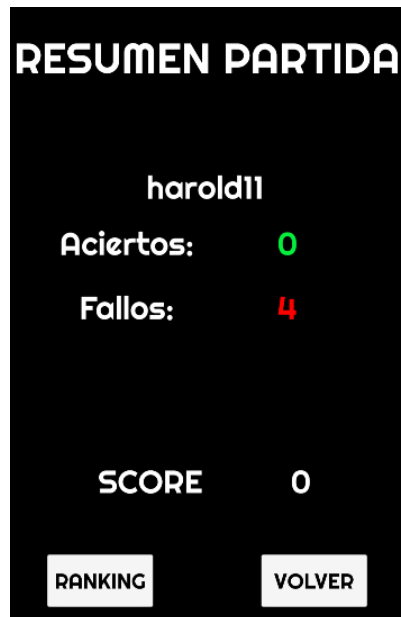 RESUMEN PARTIDA
harold11
Aciertos: 0
Fallos: 4
SCORE 0
RANKING VOLVER